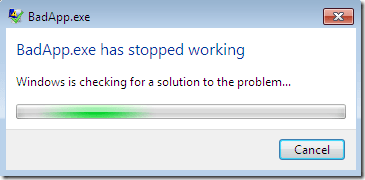 BadApp.exe
BadApp.exe has stopped working
Windows is checking for a solution to the problem...
Cancel